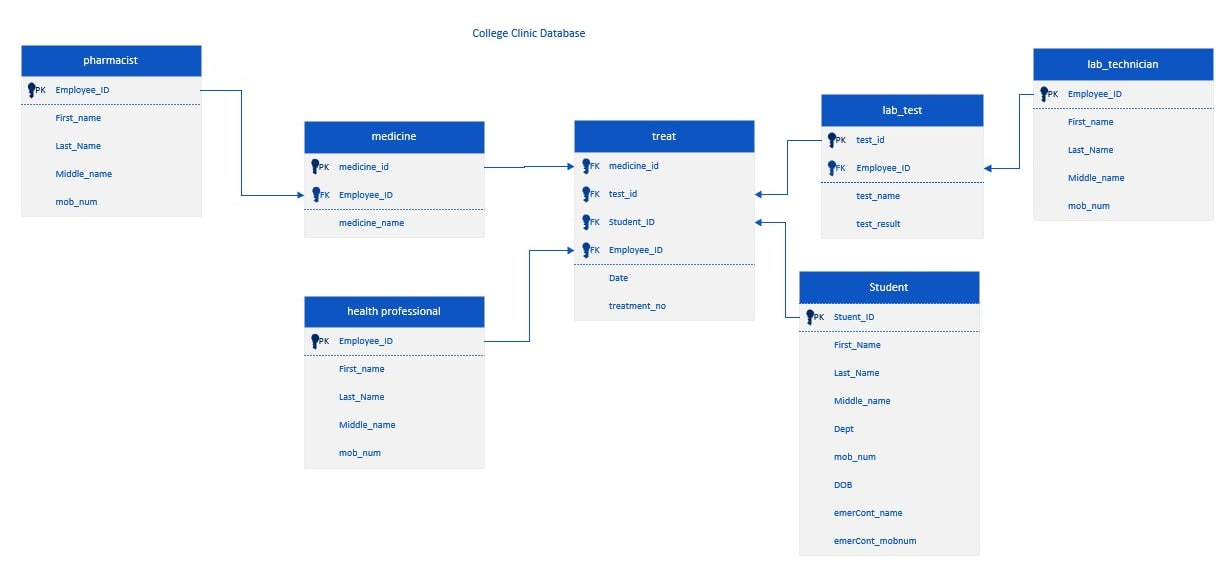 College Clinic Database
pharmacist
PK Employee_ID
First_name
Last_Name
Middle_name
mob_num
medicine
PK medicine_id
FK Employee_ID
medicine_name
health professional
PK Employee_ID
First_name
Last_Name
Middle_name
mob_num
treat
FK medicine_id
FK test_id
FK Student_ID
FK Employee_ID
Date
treatment_no
lab_test
PK test_id
FK Employee_ID
test_name
test_result
Student
PK Stuent_ID
First_Name
Last_Name
Middle_name
Dept
mob_num
DOB
emerCont_name
emerCont_mobnum
lab_technician
PK Employee_ID
First_name
Last_Name
Middle_name
mob_num